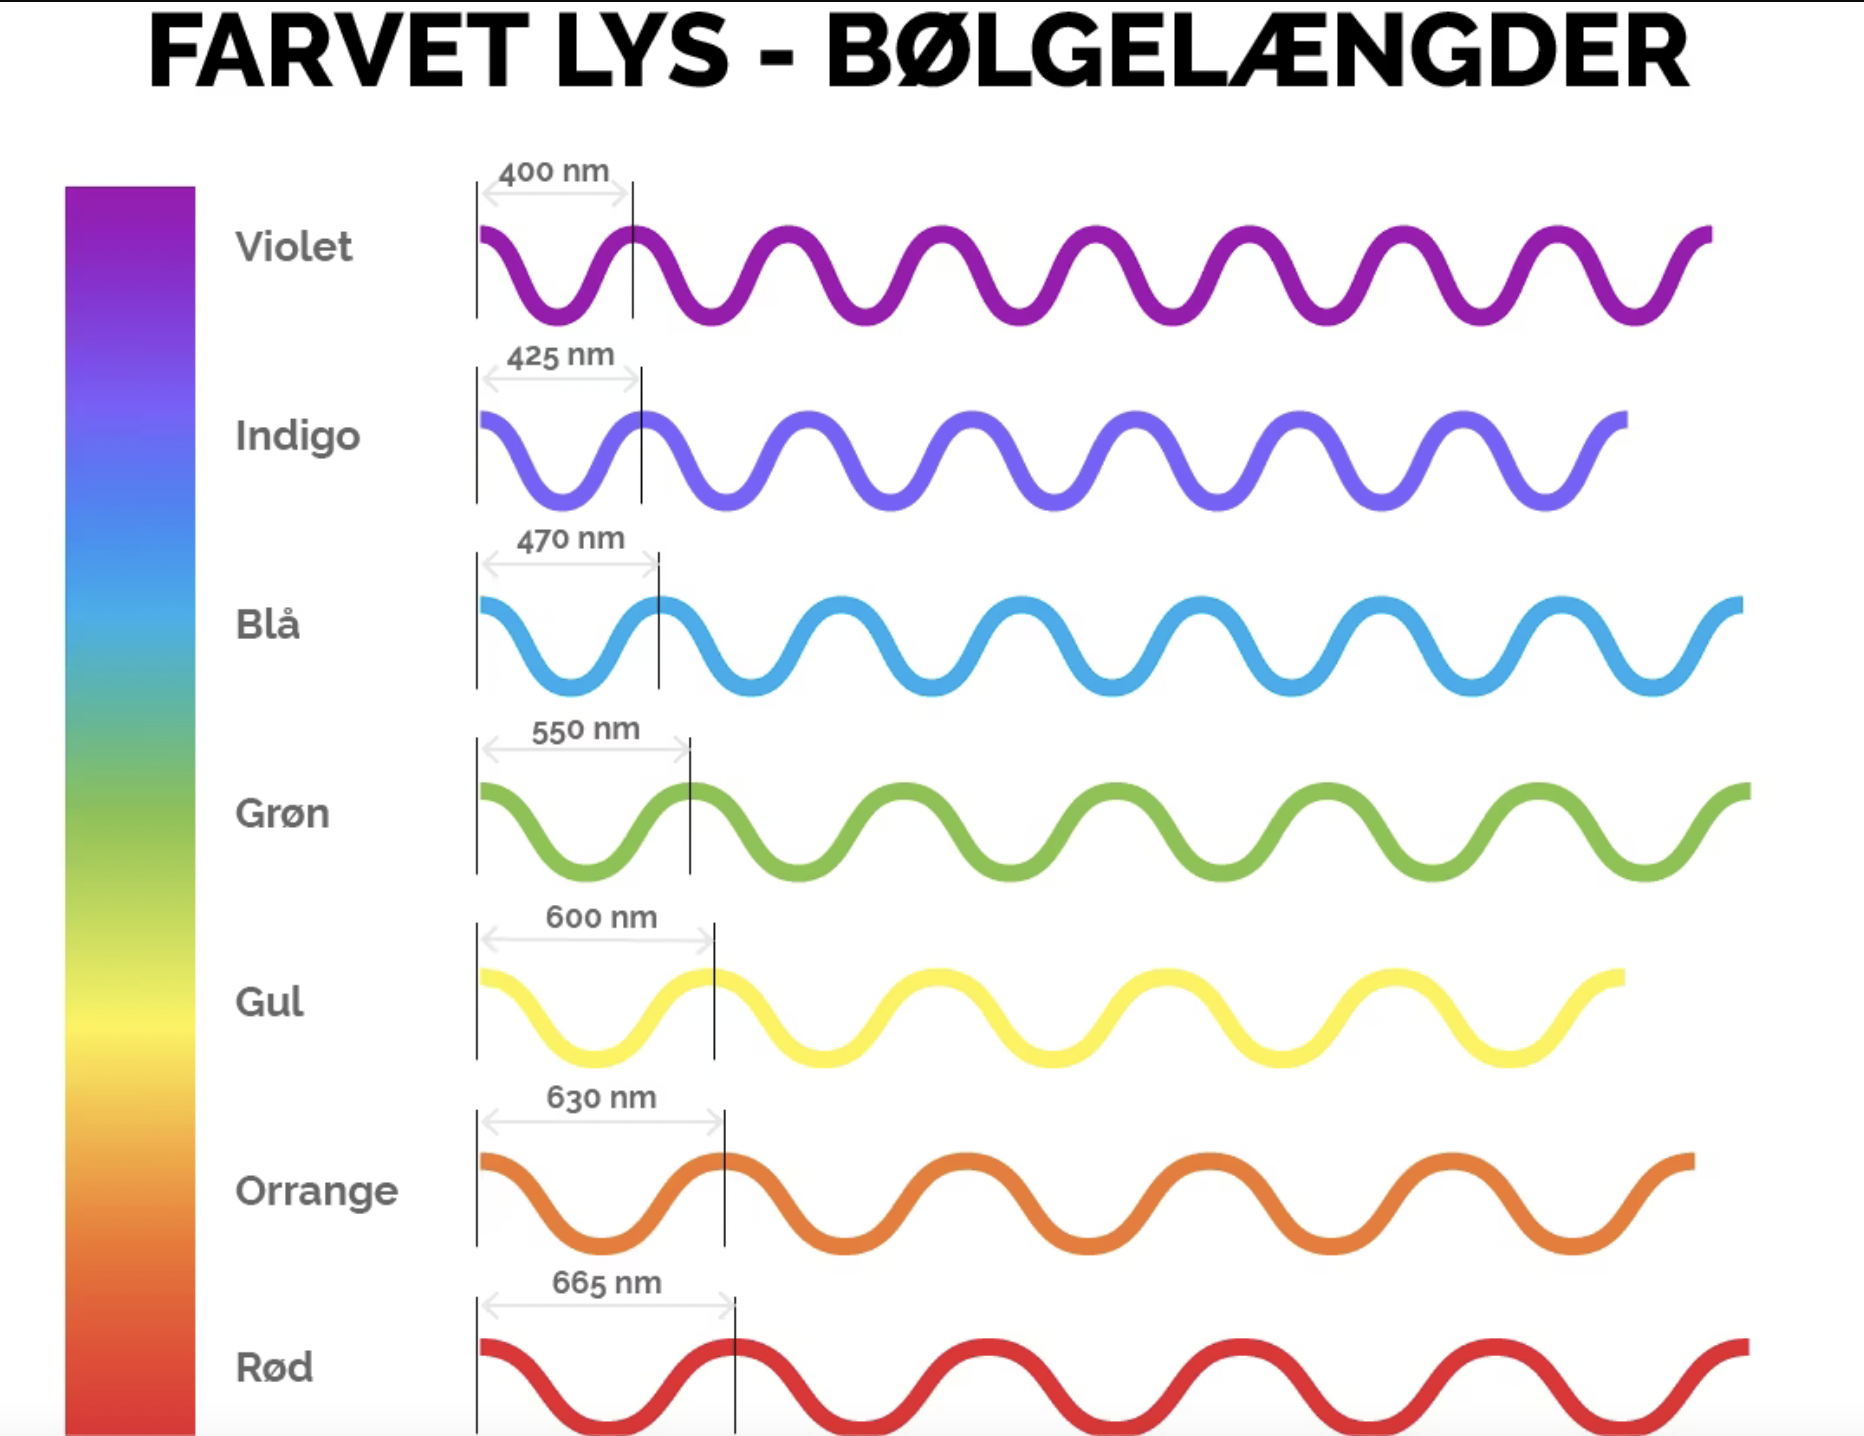 FARVET LYS - BØLGELÆNGDER
400 nm
Violet
425 nm
Indigo
470 nm
Blå
550 nm
Grøn
600 nm
Gul
630 nm
Orrange
665 nm
Rød